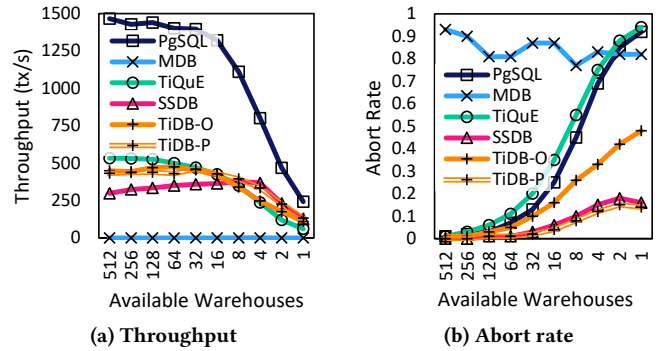 1500
1250
1000
750
500
250
0
Throughput (tx/s)
PgSQL
MDB
TiQuE
SSDB
TiDB-O
TiDB-P
512
256
128
64
32
16
8
4
2
1
Available Warehouses
(a) Throughput
1
0.9
0.8
0.7
0.6
0.5
0.4
0.3
0.2
0.1
0
Abort Rate
PgSQL
MDB
TiQuE
SSDB
TiDB-O
TiDB-P
512
256
128
64
32
16
8
4
2
1
Available Warehouses
(b) Abort rate